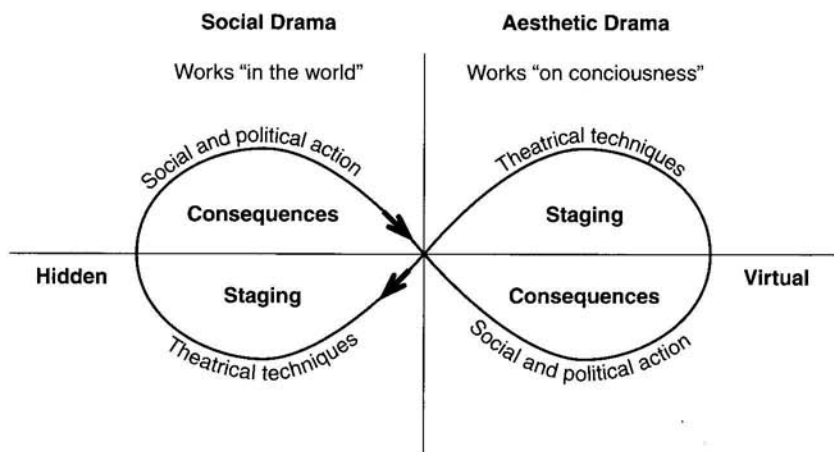 Social Drama
Aesthetic Drama
Works “in the world”
Works “on conciousness”
Social and political action
Theatrical techniques
Consequences
Staging
Hidden
Virtual
Staging
Consequences
Theatrical techniques
Social and political action